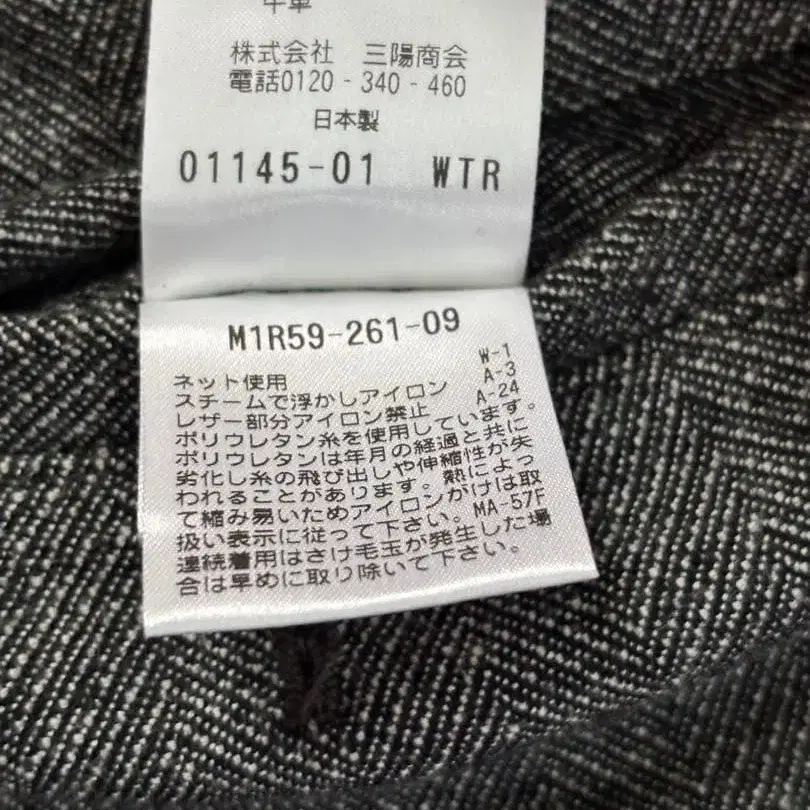 牛革
株式会社 三陽商会
電話0120-340-460
日本製
01145-01 WTR
M1R59-261-09
ネット使用 W-1
スチームで浮かしアイロン A-3
レザー部分アイロン禁止 A-24
ポリウレタン糸を使用しています。
ポリウレタンは年月の経過と共に
劣化し糸の飛び出しや伸縮性が失
われることがあります。熱によっ
て縮み易いためアイロンがけは取
扱い表示に従って下さい。MA-57F
連続着用はさけ毛玉が発生した場
合は早めに取り除いて下さい。